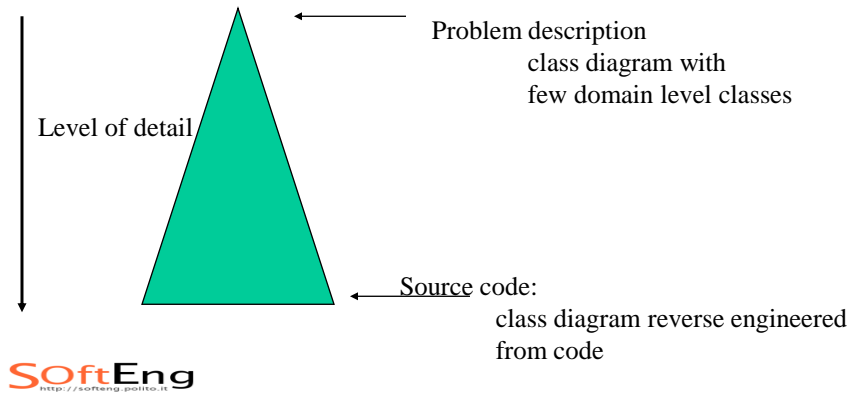 Problem description
class diagram with
few domain level classes
Level of detail
Source code:
class diagram reverse engineered
from code
SOftEng
http://softeng.polito.it